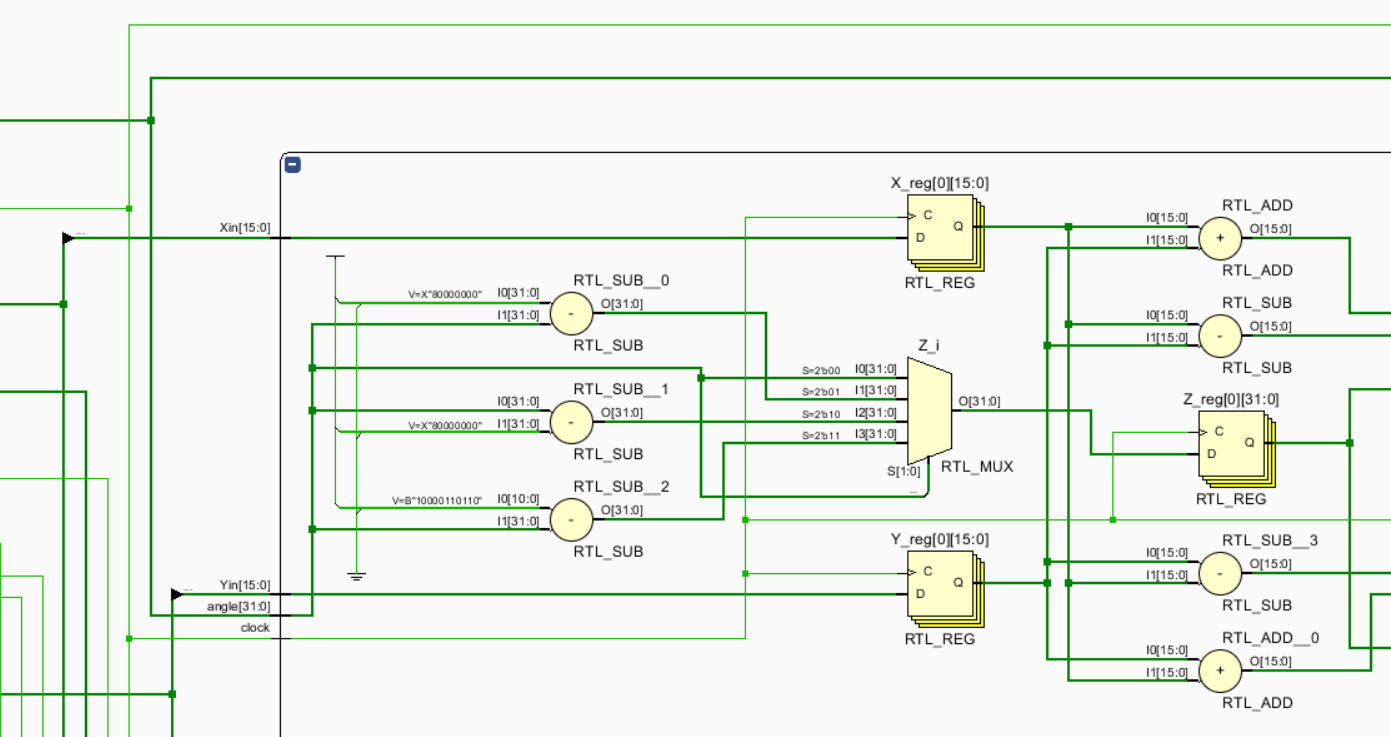 X_reg[0][15:0]
C
D
Q
RTL_REG
Xin[15:0]
...
RTL_ADD
I0[15:0]
I1[15:0]
+
O[15:0]
RTL_ADD
RTL_SUB
I0[15:0]
I1[15:0]
-
O[15:0]
RTL_SUB
RTL_SUB__0
V=X"80000000"
I0[31:0]
I1[31:0]
-
O[31:0]
RTL_SUB
RTL_SUB__1
I0[31:0]
V=X"80000000"
I1[31:0]
-
O[31:0]
RTL_SUB
RTL_SUB__2
V=B"10000110110"
I0[10:0]
I1[31:0]
-
O[31:0]
RTL_SUB
Z_i
S=2'b00 I0[31:0]
S=2'b01 I1[31:0]
S=2'b10 I2[31:0]
S=2'b11 I3[31:0]
O[31:0]
S[1:0]
...
RTL_MUX
Z_reg[0][31:0]
C
D
Q
RTL_REG
Y_reg[0][15:0]
C
D
Q
RTL_REG
RTL_SUB__3
I0[15:0]
I1[15:0]
-
O[15:0]
RTL_SUB
RTL_ADD__0
I0[15:0]
I1[15:0]
+
O[15:0]
RTL_ADD
...
Yin[15:0]
angle[31:0]
clock